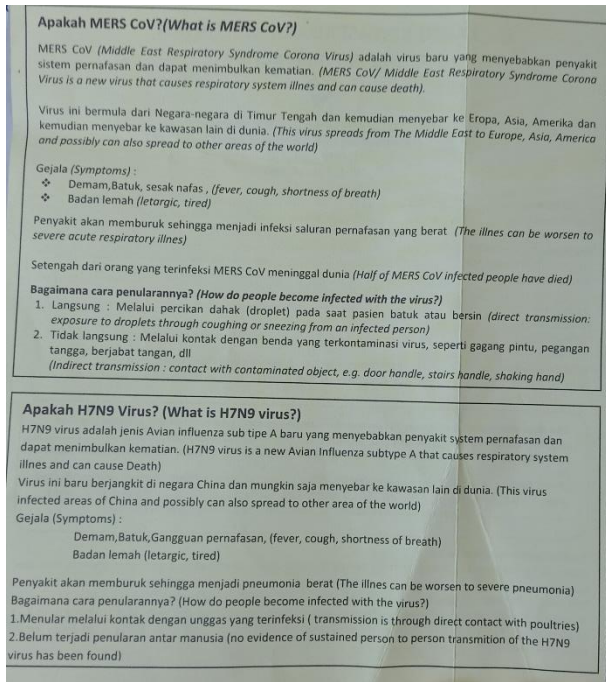 Apakah MERS CoV?(What is MERS CoV?)
MERS CoV (Middle East Respiratory Syndrome Corona Virus) adalah virus baru yang menyebabkan penyakit
sistem pernafasan dan dapat menimbulkan kematian. (MERS CoV/ Middle East Respiratory Syndrome Corona
Virus is a new virus that causes respiratory system illnes and can cause death).
Virus ini bermula dari Negara-negara di Timur Tengah dan kemudian menyebar ke Eropa, Asia, Amerika dan
kemudian menyebar ke kawasan lain di dunia. (This virus spreads from The Middle East to Europe, Asia, America
and possibly can also spread to other areas of the world)
Gejala (Symptoms) :
❖ Demam,Batuk, sesak nafas , (fever, cough, shortness of breath)
❖ Badan lemah (letargic, tired)
Penyakit akan memburuk sehingga menjadi infeksi saluran pernafasan yang berat (The illnes can be worsen to
severe acute respiratory illnes)
Setengah dari orang yang terinfeksi MERS CoV meninggal dunia (Half of MERS CoV infected people have died)
Bagaimana cara penularannya? (How do people become infected with the virus?)
1. Langsung : Melalui percikan dahak (droplet) pada saat pasien batuk atau bersin (direct transmission:
exposure to droplets through coughing or sneezing from an infected person)
2. Tidak langsung : Melalui kontak dengan benda yang terkontaminasi virus, seperti gagang pintu, pegangan
tangga, berjabat tangan, dll
(Indirect transmission : contact with contaminated object, e.g. door handle, stairs handle, shaking hand)
Apakah H7N9 Virus? (What is H7N9 virus?)
H7N9 virus adalah jenis Avian influenza sub tipe A baru yang menyebabkan penyakit system pernafasan dan
dapat menimbulkan kematian. (H7N9 virus is a new Avian Influenza subtype A that causes respiratory system
illnes and can cause Death)
Virus ini baru berjangkit di negara China dan mungkin saja menyebar ke kawasan lain di dunia. (This virus
infected areas of China and possibly can also spread to other area of the world)
Gejala (Symptoms) :
Demam,Batuk,Gangguan pernafasan, (fever, cough, shortness of breath)
Badan lemah (letargic, tired)
Penyakit akan memburuk sehingga menjadi pneumonia berat (The illnes can be worsen to severe pneumonia)
Bagaimana cara penularannya? (How do people become infected with the virus?)
1.Menular melalui kontak dengan unggas yang terinfeksi ( transmission is through direct contact with poultries)
2.Belum terjadi penularan antar manusia (no evidence of sustained person to person transmition of the H7N9
virus has been found)